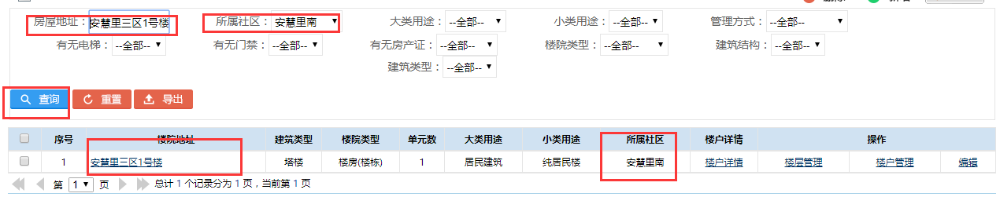 房屋地址：安慧里三区1号楼 所属社区：安慧里南 大类用途：--全部-- 小类用途：--全部-- 管理方式：--全部--
有无电梯：--全部-- 有无门禁：--全部-- 有无房产证：--全部-- 楼院类型：--全部-- 建筑结构：--全部--
建筑类型：--全部--
查询 重置 导出
序号 楼院地址 建筑类型 楼院类型 单元数 大类用途 小类用途 所属社区 楼户详情 操作
1 安慧里三区1号楼 塔楼 楼房(楼栋) 1 居民建筑 纯居民楼 安慧里南 楼户详情 楼层管理 楼户管理 编辑
第 1 页 总计 1 个记录分为 1 页，当前第 1 页